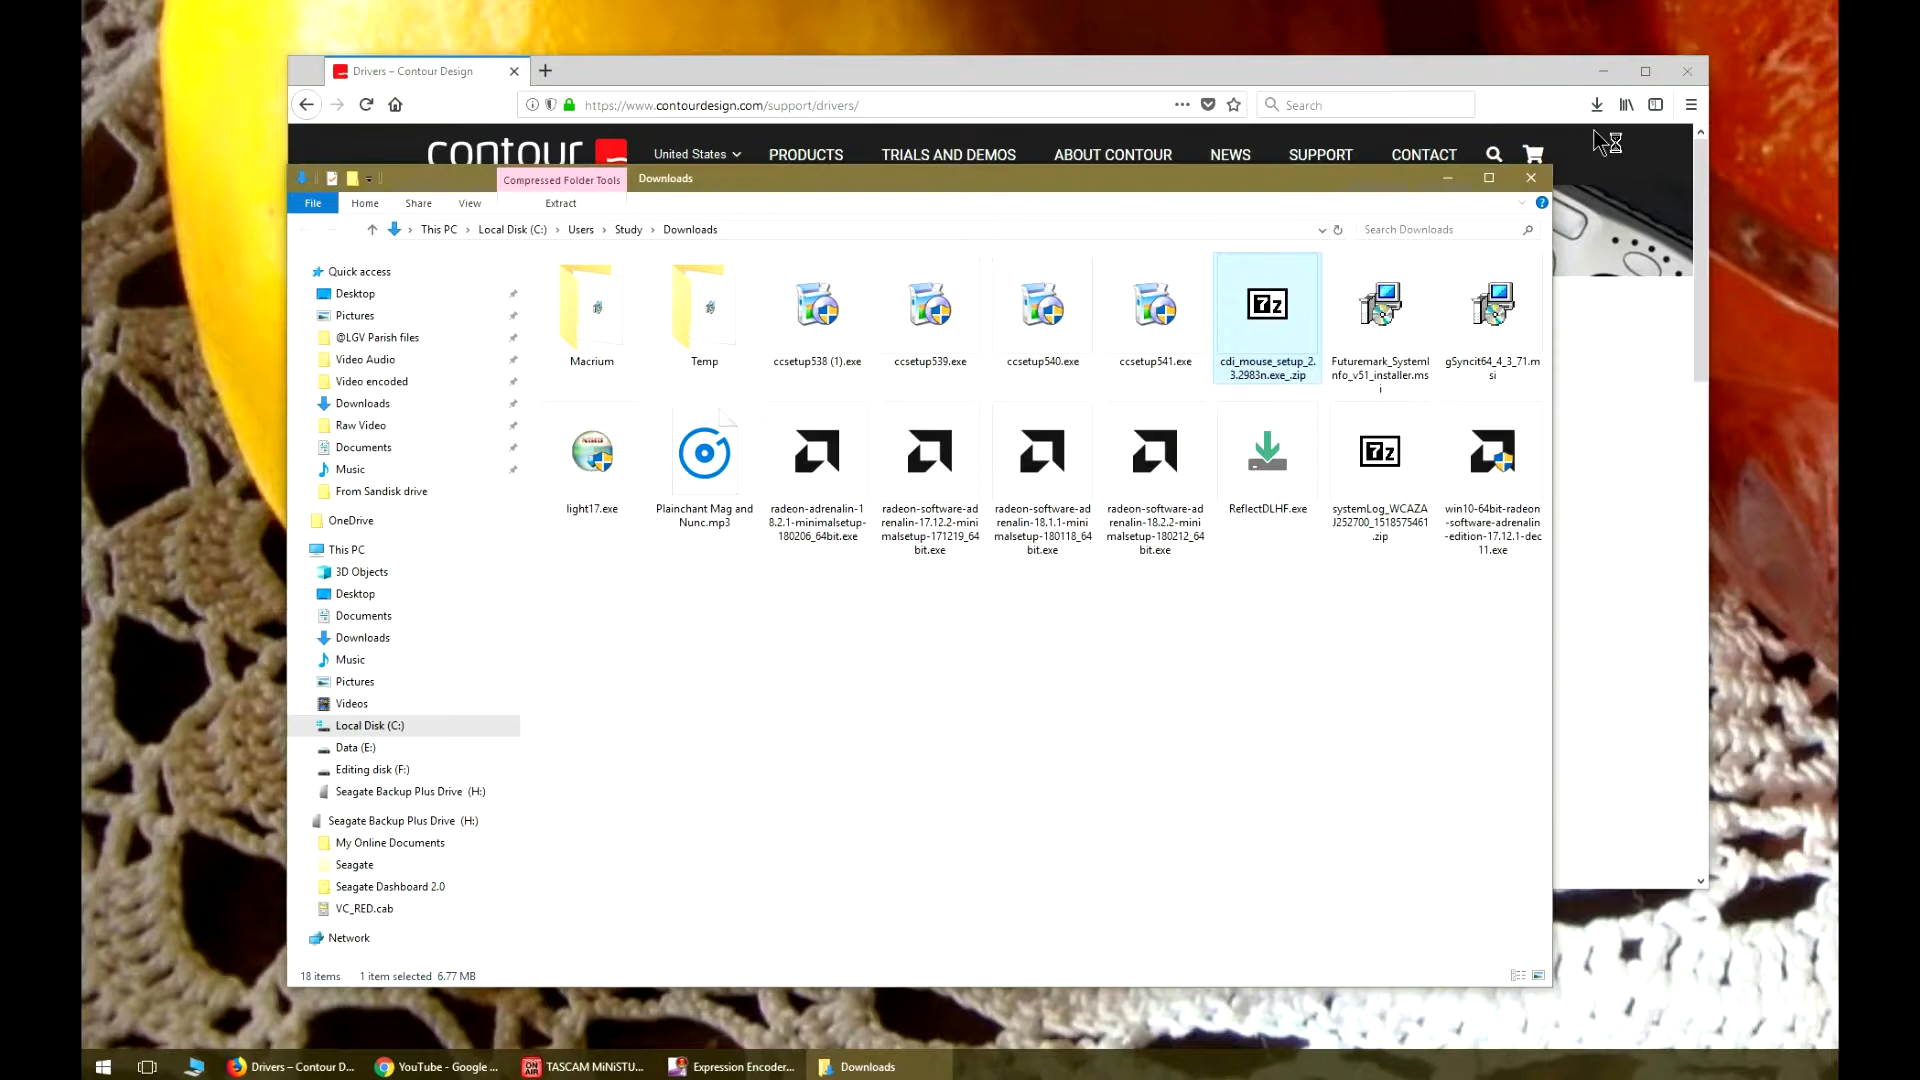 Drivers – Contour Design
https://www.contourdesign.com/support/drivers/
Search
contour
United States
PRODUCTS
TRIALS AND DEMOS
ABOUT CONTOUR
NEWS
SUPPORT
CONTACT
Compressed Folder Tools
Downloads
File
Home
Share
View
Extract
This PC
Local Disk (C:)
Users
Study
Downloads
Search Downloads
Quick access
Desktop
Pictures
@LGV Parish files
Video Audio
Video encoded
Downloads
Raw Video
Documents
Music
From Sandisk drive
OneDrive
This PC
3D Objects
Desktop
Documents
Downloads
Music
Pictures
Videos
Local Disk (C:)
Data (E:)
Editing disk (F:)
Seagate Backup Plus Drive (H:)
Seagate Backup Plus Drive (H:)
My Online Documents
Seagate
Seagate Dashboard 2.0
VC_RED.cab
Network
Macrium
Temp
ccsetup538 (1).exe
ccsetup539.exe
ccsetup540.exe
ccsetup541.exe
7z
cdi_mouse_setup_2.
3.2983n.exe_.zip
Futuremark_SystemI
nfo_v51_installer.ms
i
gSyncit64_4_3_71.m
si
NSIS
light17.exe
Plainchant Mag and
Nunc.mp3
radeon-adrenalin-1
8.2.1-minimalsetup-
180206_64bit.exe
radeon-software-ad
renalin-17.12.2-mini
malsetup-171219_64
bit.exe
radeon-software-ad
renalin-18.1.1-mini
malsetup-180118_64
bit.exe
radeon-software-ad
renalin-18.2.2-mini
malsetup-180212_64
bit.exe
ReflectDLHF.exe
7z
systemLog_WCAZA
J252700_1518575461
.zip
win10-64bit-radeon
-software-adrenalin
-edition-17.12.1-dec
11.exe
18 items
1 item selected 6.77 MB
Drivers – Contour D...
YouTube - Google ...
ON AIR
TASCAM MiNiSTU...
Expression Encoder...
Downloads